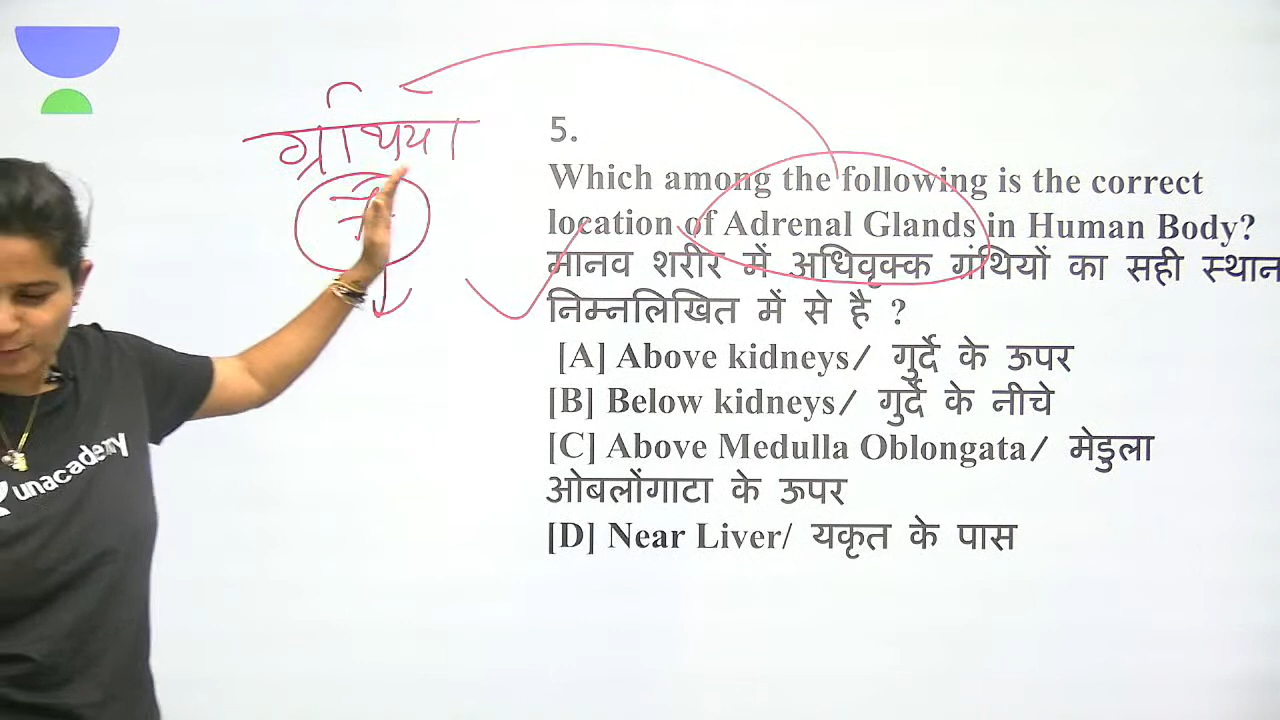 ग्रंथिया
5.
Which among the following is the correct
location of Adrenal Glands in Human Body?
मानव शरीर में अधिवृक्क ग्रंथियों का सही स्थान
निम्नलिखित में से है ?
[A] Above kidneys/ गुर्दे के ऊपर
[B] Below kidneys/ गुर्दे के नीचे
[C] Above Medulla Oblongata/ मेडुला
ओबलोंगाटा के ऊपर
[D] Near Liver/ यकृत के पास
unacademy